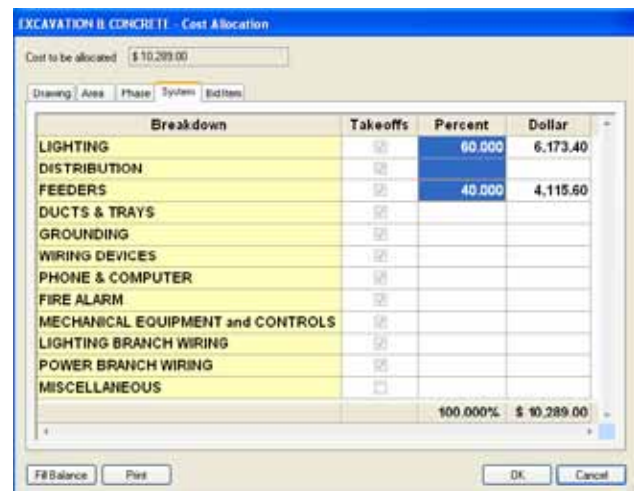 EXCAVATION & CONCRETE - Cost Allocation
Cost to be allocated $ 10,289.00
Drawing Area Phase System Bid Item
Breakdown Takeoffs Percent Dollar
LIGHTING 60.000 6,173.40
DISTRIBUTION
FEEDERS 40.000 4,115.60
DUCTS & TRAYS
GROUNDING
WIRING DEVICES
PHONE & COMPUTER
FIRE ALARM
MECHANICAL EQUIPMENT and CONTROLS
LIGHTING BRANCH WIRING
POWER BRANCH WIRING
MISCELLANEOUS
100.000% $ 10,289.00
Fill Balance Print OK Cancel